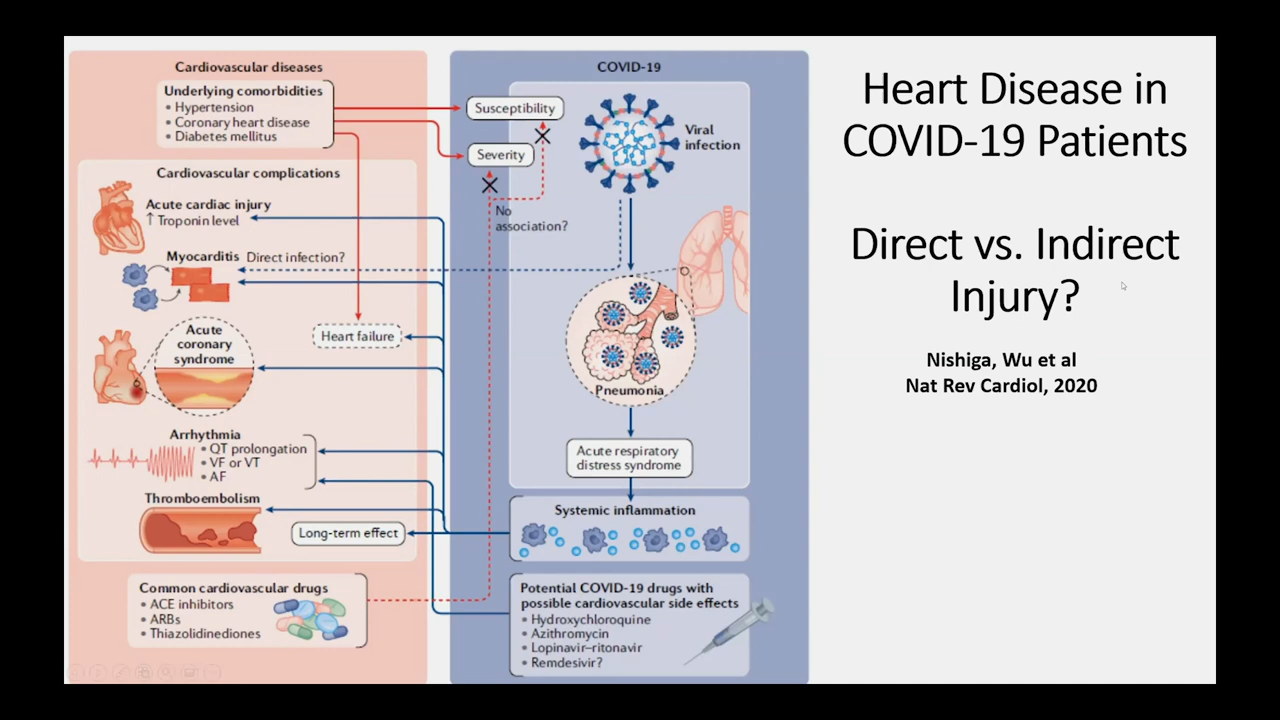 Cardiovascular diseases
Underlying comorbidities
• Hypertension
• Coronary heart disease
• Diabetes mellitus
Cardiovascular complications
Acute cardiac injury
↑ Troponin level
Myocarditis
Direct infection?
Heart failure
Acute
coronary
syndrome
Arrhythmia
• QT prolongation
• VF or VT
• AF
Thromboembolism
Long-term effect
Common cardiovascular drugs
• ACE inhibitors
• ARBs
• Thiazolidinediones
COVID-19
Susceptibility
Severity
No
association?
Viral
infection
Pneumonia
Acute respiratory
distress syndrome
Systemic inflammation
Potential COVID-19 drugs with
possible cardiovascular side effects
• Hydroxychloroquine
• Azithromycin
• Lopinavir–ritonavir
• Remdesivir?
Heart Disease in
COVID-19 Patients
Direct vs. Indirect
Injury?
Nishiga, Wu et al
Nat Rev Cardiol, 2020